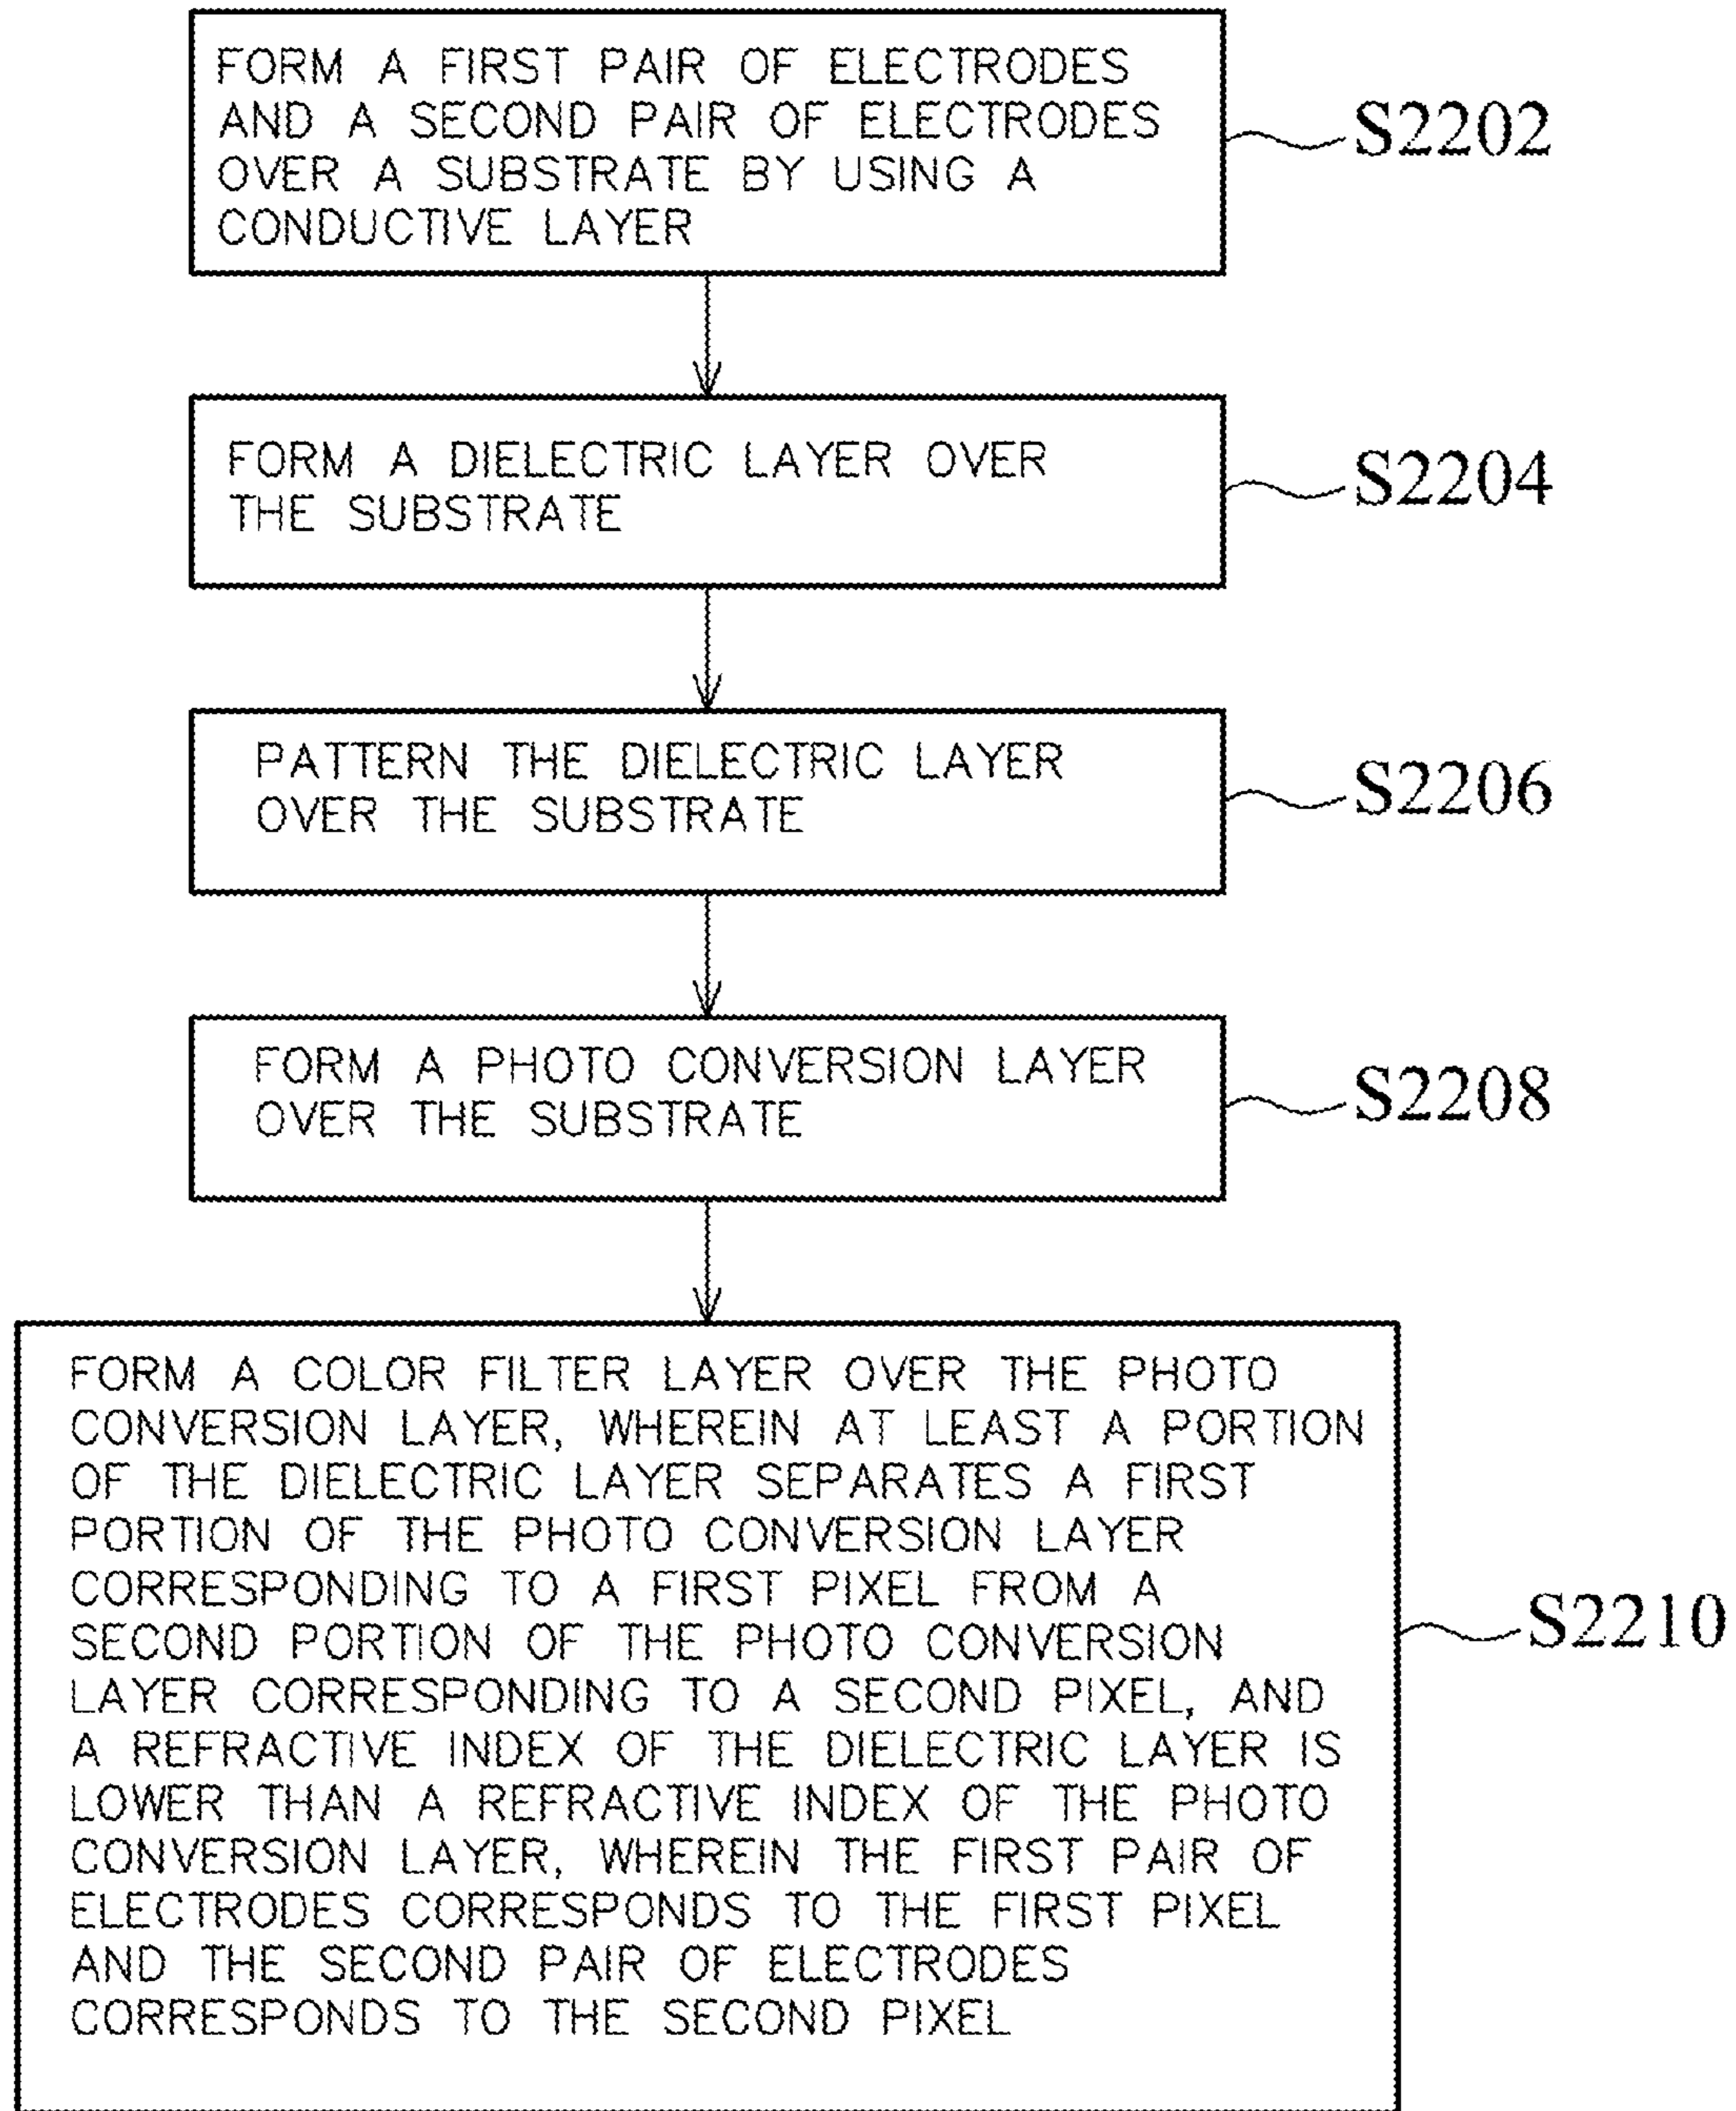 FORM A FIRST PAIR OF ELECTRODES
AND A SECOND PAIR OF ELECTRODES
OVER A SUBSTRATE BY USING A
CONDUCTIVE LAYER
S2202
FORM A DIELECTRIC LAYER OVER
THE SUBSTRATE
S2204
PATTERN THE DIELECTRIC LAYER
OVER THE SUBSTRATE
S2206
FORM A PHOTO CONVERSION LAYER
OVER THE SUBSTRATE
S2208
FORM A COLOR FILTER LAYER OVER THE PHOTO
CONVERSION LAYER, WHEREIN AT LEAST A PORTION
OF THE DIELECTRIC LAYER SEPARATES A FIRST
PORTION OF THE PHOTO CONVERSION LAYER
CORRESPONDING TO A FIRST PIXEL FROM A
SECOND PORTION OF THE PHOTO CONVERSION
LAYER CORRESPONDING TO A SECOND PIXEL, AND
A REFRACTIVE INDEX OF THE DIELECTRIC LAYER IS
LOWER THAN A REFRACTIVE INDEX OF THE PHOTO
CONVERSION LAYER, WHEREIN THE FIRST PAIR OF
ELECTRODES CORRESPONDS TO THE FIRST PIXEL
AND THE SECOND PAIR OF ELECTRODES
CORRESPONDS TO THE SECOND PIXEL
S2210